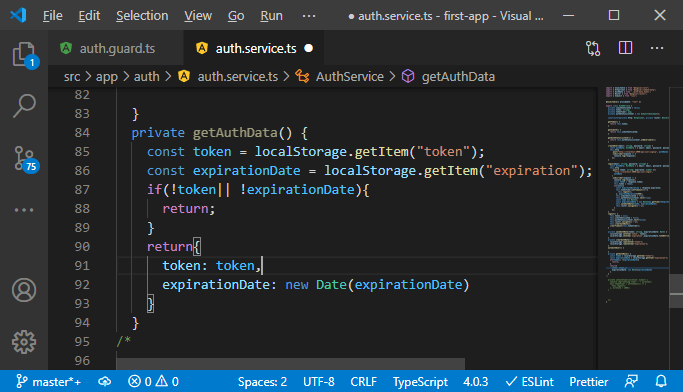 File Edit Selection View Go Run ··· ● auth.service.ts - first-app - Visual ...
auth.guard.ts auth.service.ts ●
src > app > auth > auth.service.ts > AuthService > getAuthData
1
75
82
83 }
84 private getAuthData() {
85 const token = localStorage.getItem("token");
86 const expirationDate = localStorage.getItem("expiration");
87 if(!token|| !expirationDate){
88 return;
89 }
90 return{
91 token: token,
92 expirationDate: new Date(expirationDate)
93 }
94 }
95 /*
96
master*+ 0 0 Spaces: 2 UTF-8 CRLF TypeScript 4.0.3 ✓ ESLint Prettier